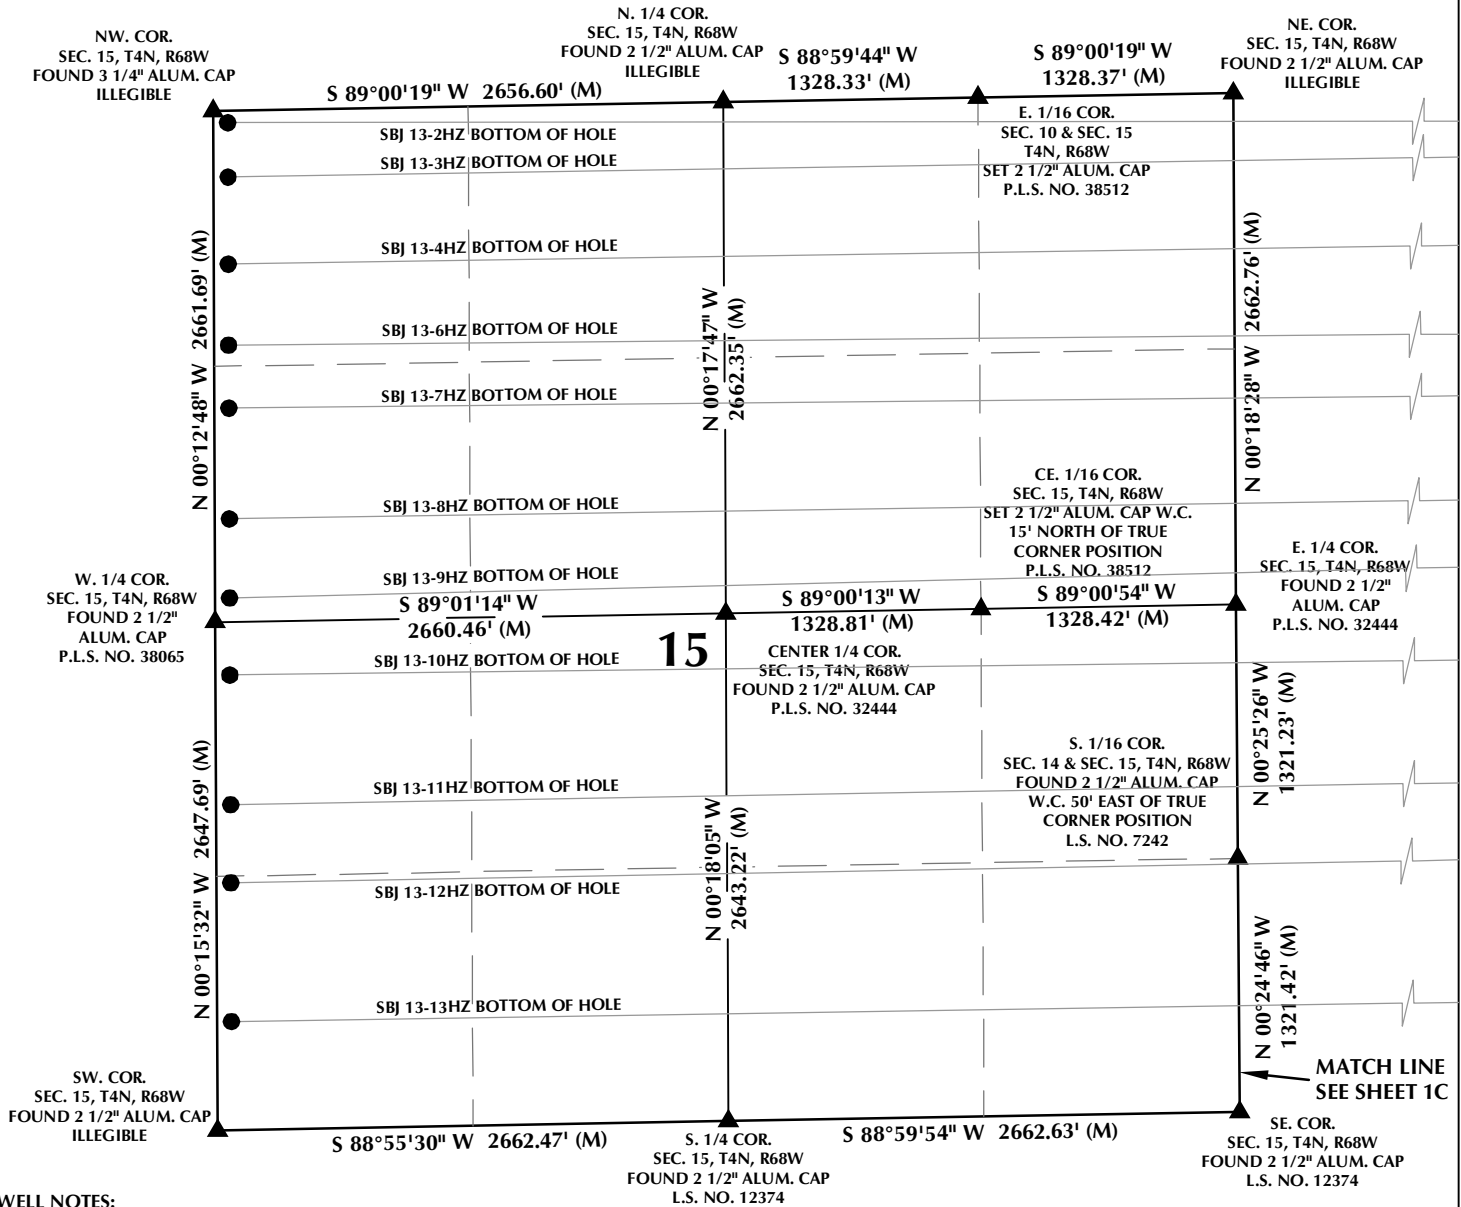 NW. COR.
SEC. 15, T4N, R68W
FOUND 3 1/4" ALUM. CAP
ILLEGIBLE
N. 1/4 COR.
SEC. 15, T4N, R68W
FOUND 2 1/2" ALUM. CAP
ILLEGIBLE
NE. COR.
SEC. 15, T4N, R68W
FOUND 2 1/2" ALUM. CAP
ILLEGIBLE
S 89°00'19" W 2656.60' (M)
S 88°59'44" W
1328.33' (M)
S 89°00'19" W
1328.37' (M)
E. 1/16 COR.
SEC. 10 & SEC. 15
T4N, R68W
SET 2 1/2" ALUM. CAP
P.L.S. NO. 38512
SBJ 13-2HZ BOTTOM OF HOLE
SBJ 13-3HZ BOTTOM OF HOLE
SBJ 13-4HZ BOTTOM OF HOLE
SBJ 13-6HZ BOTTOM OF HOLE
SBJ 13-7HZ BOTTOM OF HOLE
SBJ 13-8HZ BOTTOM OF HOLE
SBJ 13-9HZ BOTTOM OF HOLE
N 00°12'48" W 2661.69' (M)
N 00°17'47" W
2662.35' (M)
N 00°18'28" W 2662.76' (M)
CE. 1/16 COR.
SEC. 15, T4N, R68W
SET 2 1/2" ALUM. CAP W.C.
15' NORTH OF TRUE
CORNER POSITION
P.L.S. NO. 38512
W. 1/4 COR.
SEC. 15, T4N, R68W
FOUND 2 1/2"
ALUM. CAP
P.L.S. NO. 38065
E. 1/4 COR.
SEC. 15, T4N, R68W
FOUND 2 1/2"
ALUM. CAP
P.L.S. NO. 32444
S 89°01'14" W
2660.46' (M)
S 89°00'13" W
1328.81' (M)
S 89°00'54" W
1328.42' (M)
15
CENTER 1/4 COR.
SEC. 15, T4N, R68W
FOUND 2 1/2" ALUM. CAP
P.L.S. NO. 32444
SBJ 13-10HZ BOTTOM OF HOLE
SBJ 13-11HZ BOTTOM OF HOLE
SBJ 13-12HZ BOTTOM OF HOLE
SBJ 13-13HZ BOTTOM OF HOLE
N 00°15'32" W 2647.69' (M)
N 00°18'05" W
2643.22' (M)
S. 1/16 COR.
SEC. 14 & SEC. 15, T4N, R68W
FOUND 2 1/2" ALUM. CAP
W.C. 50' EAST OF TRUE
CORNER POSITION
L.S. NO. 7242
N 00°25'26" W
1321.23' (M)
N 00°24'46" W
1321.42' (M)
MATCH LINE
SEE SHEET 1C
SW. COR.
SEC. 15, T4N, R68W
FOUND 2 1/2" ALUM. CAP
ILLEGIBLE
S 88°55'30" W 2662.47' (M)
S. 1/4 COR.
SEC. 15, T4N, R68W
FOUND 2 1/2" ALUM. CAP
L.S. NO. 12374
S 88°59'54" W 2662.63' (M)
SE. COR.
SEC. 15, T4N, R68W
FOUND 2 1/2" ALUM. CAP
L.S. NO. 12374
WELL NOTES: